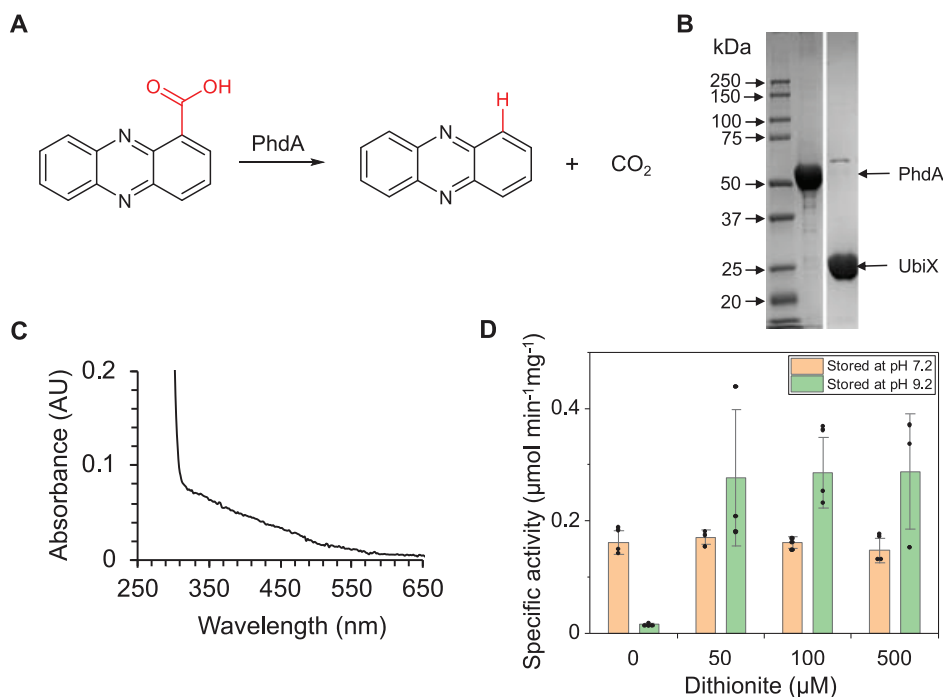 A
O
OH
N
N
PhdA
H
N
N
+ CO₂
B
kDa
250
150
100
75
50
37
25
20
PhdA
UbiX
C
Absorbance (AU)
0.2
0.1
0
250 350 450 550 650
Wavelength (nm)
D
Specific activity (μmol min⁻¹mg⁻¹)
Stored at pH 7.2
Stored at pH 9.2
0.4
0.2
0
0 50 100 500
Dithionite (μM)